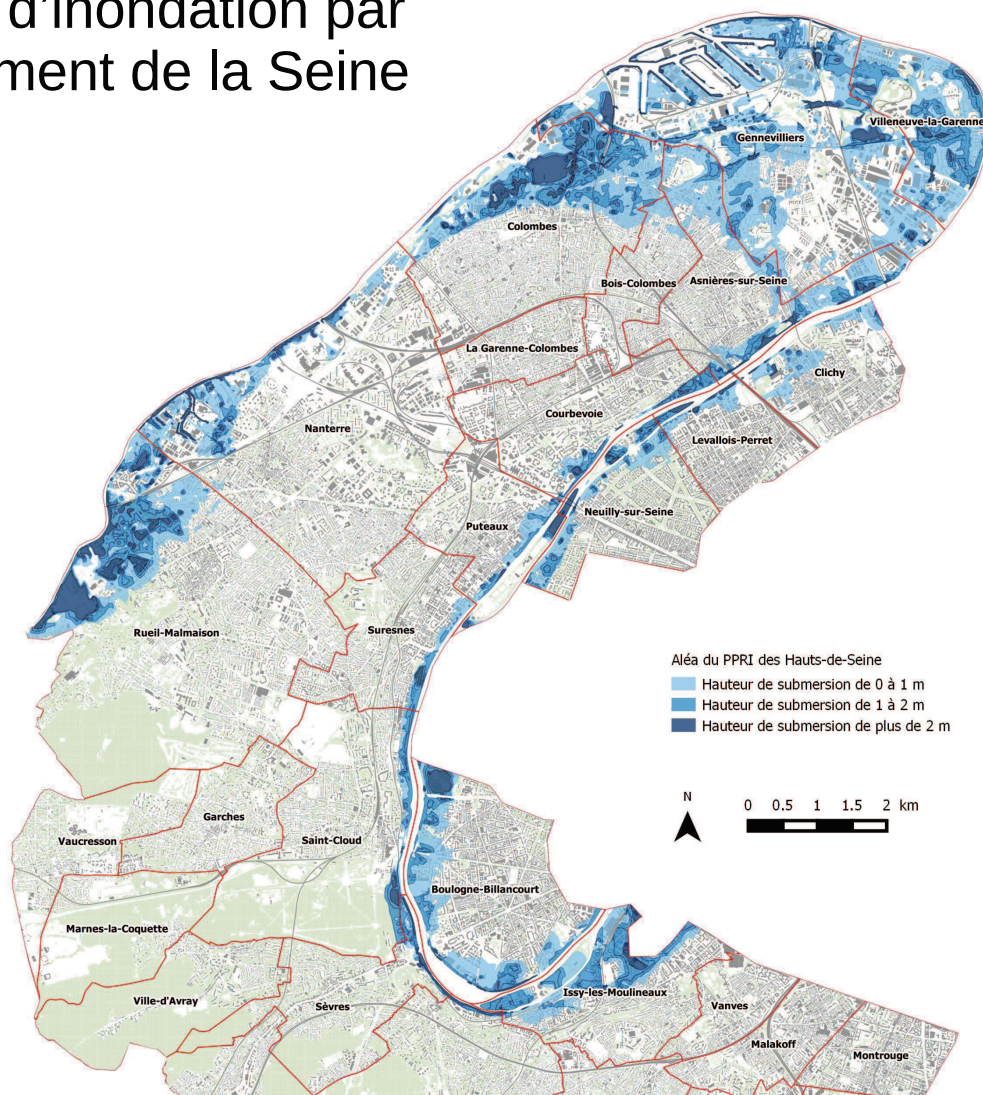 d'inondation par
ment de la Seine
Villeneuve-la-Garenne
Gennevilliers
Colombes
Bois-Colombes
Asnières-sur-Seine
La Garenne-Colombes
Clichy
Courbevoie
Nanterre
Levallois-Perret
Neuilly-sur-Seine
Puteaux
Suresnes
Rueil-Malmaison
Aléa du PPRI des Hauts-de-Seine
Hauteur de submersion de 0 à 1 m
Hauteur de submersion de 1 à 2 m
Hauteur de submersion de plus de 2 m
N
0 0.5 1 1.5 2 km
Garches
Vaucresson
Saint-Cloud
Boulogne-Billancourt
Marnes-la-Coquette
Issy-les-Moulineaux
Ville-d'Avray
Sèvres
Vanves
Malakoff
Montrouge